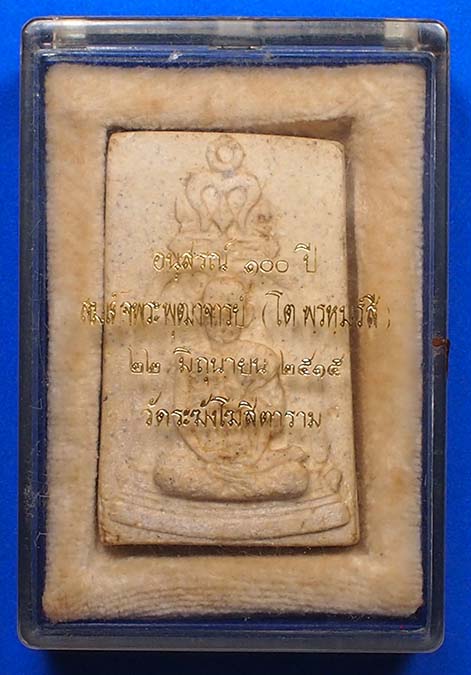 อนุสรณ์ ๑๐๐ ปี
สมเด็จพระพุฒาจารย์ (โต พรหมรํสี)
๒๒ มิถุนายน ๒๕๑๕
วัดระฆังโฆสิตาราม